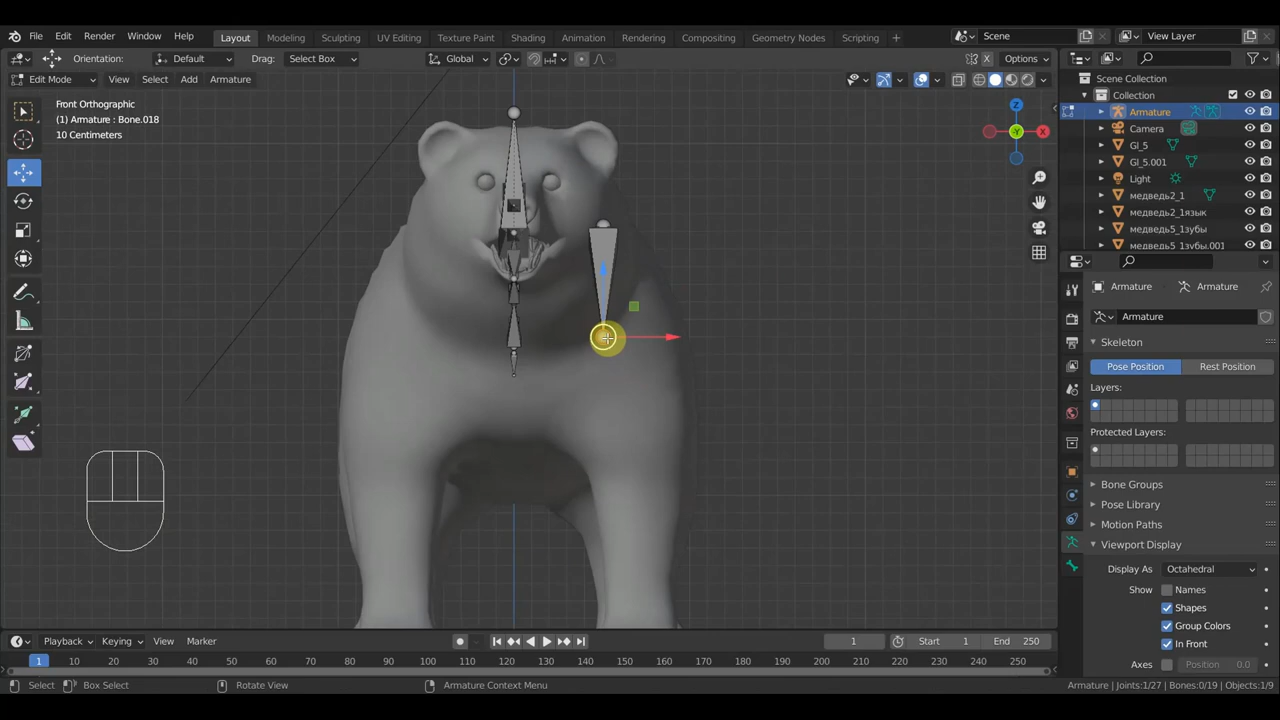 File Edit Render Window Help Layout Modeling Sculpting UV Editing Texture Paint Shading Animation Rendering Compositing Geometry Nodes Scripting + Scene View Layer
Orientation: Default Drag: Select Box Global X Options
Edit Mode View Select Add Armature
Front Orthographic
(1) Armature : Bone.018
10 Centimeters
Z
-Y
X
Scene Collection
Collection
Armature
Camera
Gl_5
Gl_5.001
Light
медведь2_1
медведь2_1язык
медведь5_1зубы
медведь5_1зубы.001
Armature Armature
Armature
Skeleton
Pose Position Rest Position
Layers:
Protected Layers:
Bone Groups
Pose Library
Motion Paths
Viewport Display
Display As Octahedral
Show Names
Shapes
Group Colors
In Front
Axes Position 0.0
Playback Keying View Marker 1 Start 1 End 250
1 10 20 30 40 50 60 70 80 90 100 110 120 130 140 150 160 170 180 190 200 210 220 230 240 250
Select Box Select Rotate View Armature Context Menu Armature | Joints:1/27 | Bones:0/19 | Objects:1/9